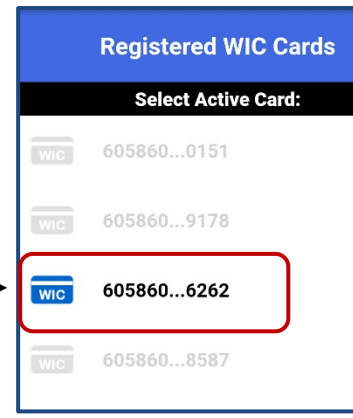 Registered WIC Cards
Select Active Card:
WIC 605860...0151
WIC 605860...9178
WIC 605860...6262
WIC 605860...8587